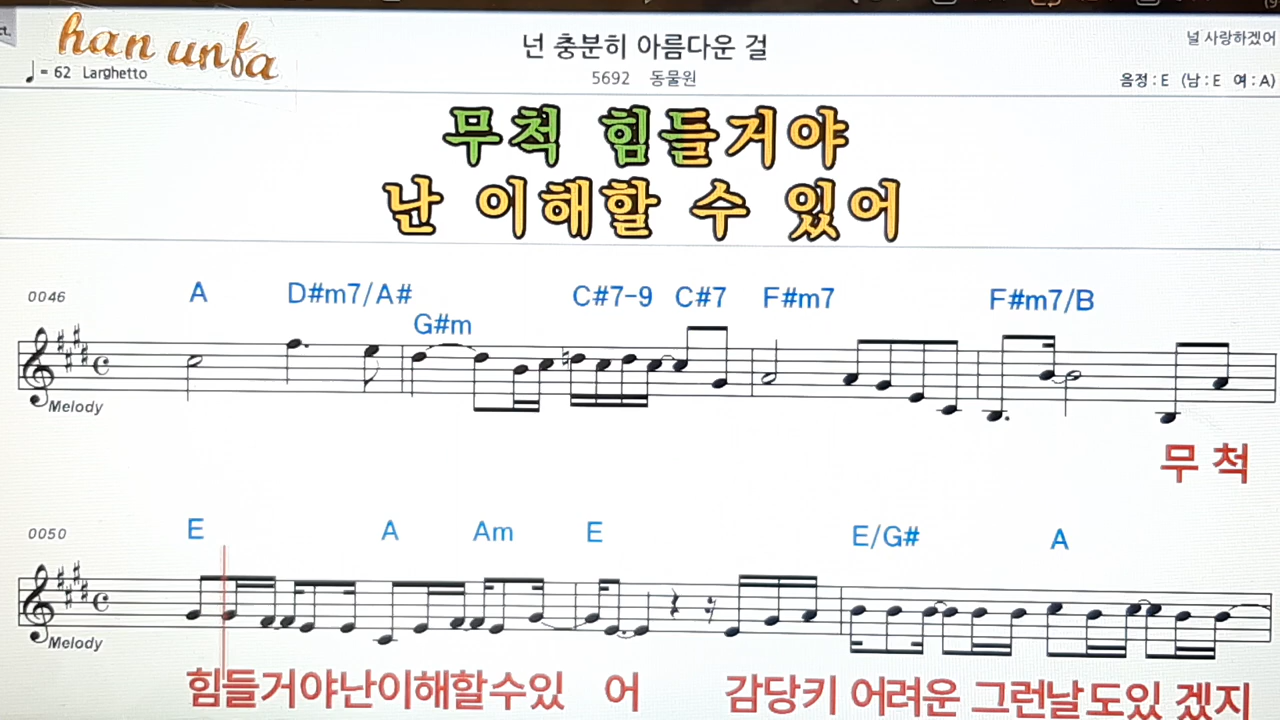 han unfa
넌 충분히 아름다운 걸
널 사랑하겠어
♩ = 62 Larghetto
5692 동물원
음정 : E (남 : E 여 : A)
무척 힘들거야
난 이해할 수 있어
0046
A D#m7/A# G#m C#7-9 C#7 F#m7 F#m7/B
Melody
무 척
0050
E A Am E E/G# A
Melody
힘들거야난이해할수있 어 감당키 어려운 그런날도있 겠지